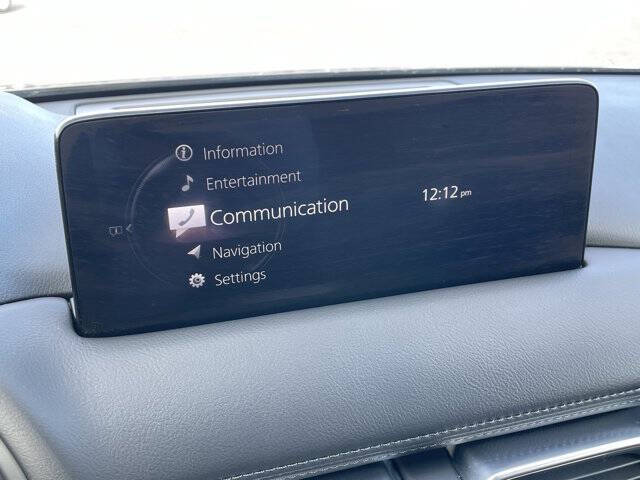 Information
Entertainment
Communication
12:12 pm
Navigation
Settings